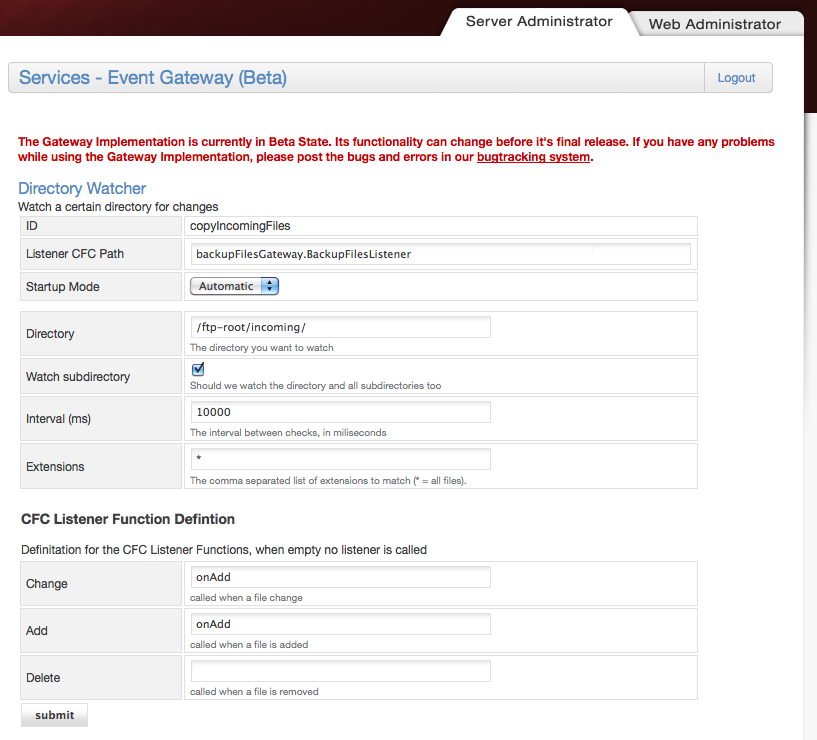 Server Administrator
Web Administrator
Services - Event Gateway (Beta)
Logout
The Gateway Implementation is currently in Beta State. Its functionality can change before it's final release. If you have any problems
while using the Gateway Implementation, please post the bugs and errors in our bugtracking system.
Directory Watcher
Watch a certain directory for changes
ID
copyIncomingFiles
Listener CFC Path
backupFilesGateway.BackupFilesListener
Startup Mode
Automatic
Directory
/ftp-root/incoming/
The directory you want to watch
Watch subdirectory
Should we watch the directory and all subdirectories too
Interval (ms)
10000
The interval between checks, in miliseconds
Extensions
*
The comma separated list of extensions to match (* = all files).
CFC Listener Function Defintion
Definitation for the CFC Listener Functions, when empty no listener is called
Change
onAdd
called when a file change
Add
onAdd
called when a file is added
Delete
called when a file is removed
submit